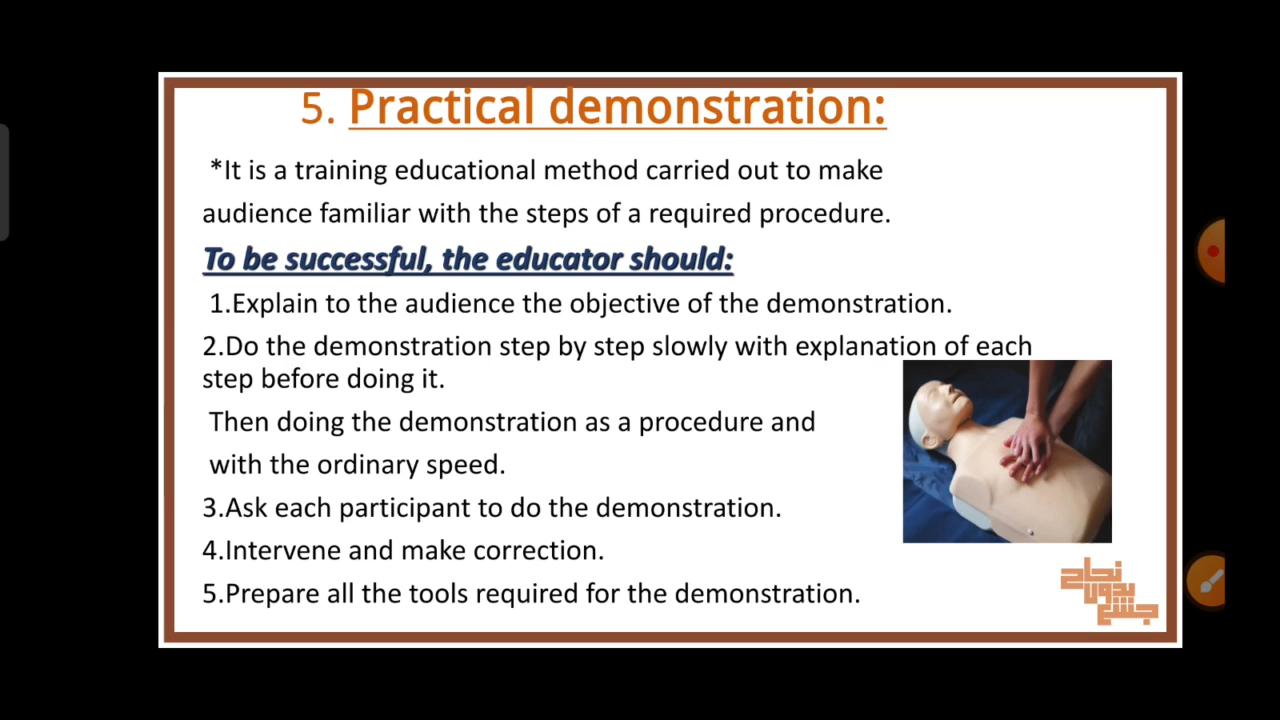 5. Practical demonstration:
*It is a training educational method carried out to make
audience familiar with the steps of a required procedure.
To be successful, the educator should:
1.Explain to the audience the objective of the demonstration.
2.Do the demonstration step by step slowly with explanation of each
step before doing it.
Then doing the demonstration as a procedure and
with the ordinary speed.
3.Ask each participant to do the demonstration.
4.Intervene and make correction.
5.Prepare all the tools required for the demonstration.
نجاح
بدون
جشع